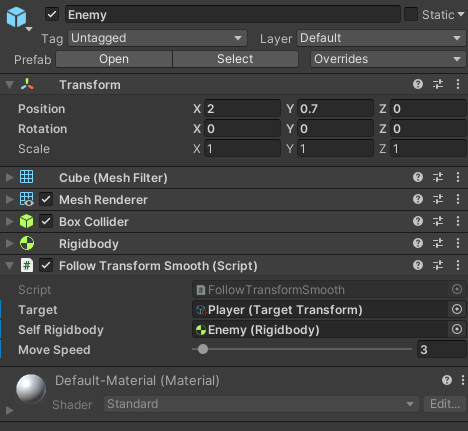 Enemy Static
Tag Untagged Layer Default
Prefab Open Select Overrides
Transform
Position X 2 Y 0.7 Z 0
Rotation X 0 Y 0 Z 0
Scale X 1 Y 1 Z 1
Cube (Mesh Filter)
Mesh Renderer
Box Collider
Rigidbody
# Follow Transform Smooth (Script)
Script FollowTransformSmooth
Target Player (Target Transform)
Self Rigidbody Enemy (Rigidbody)
Move Speed 3
Default-Material (Material)
Shader Standard Edit...